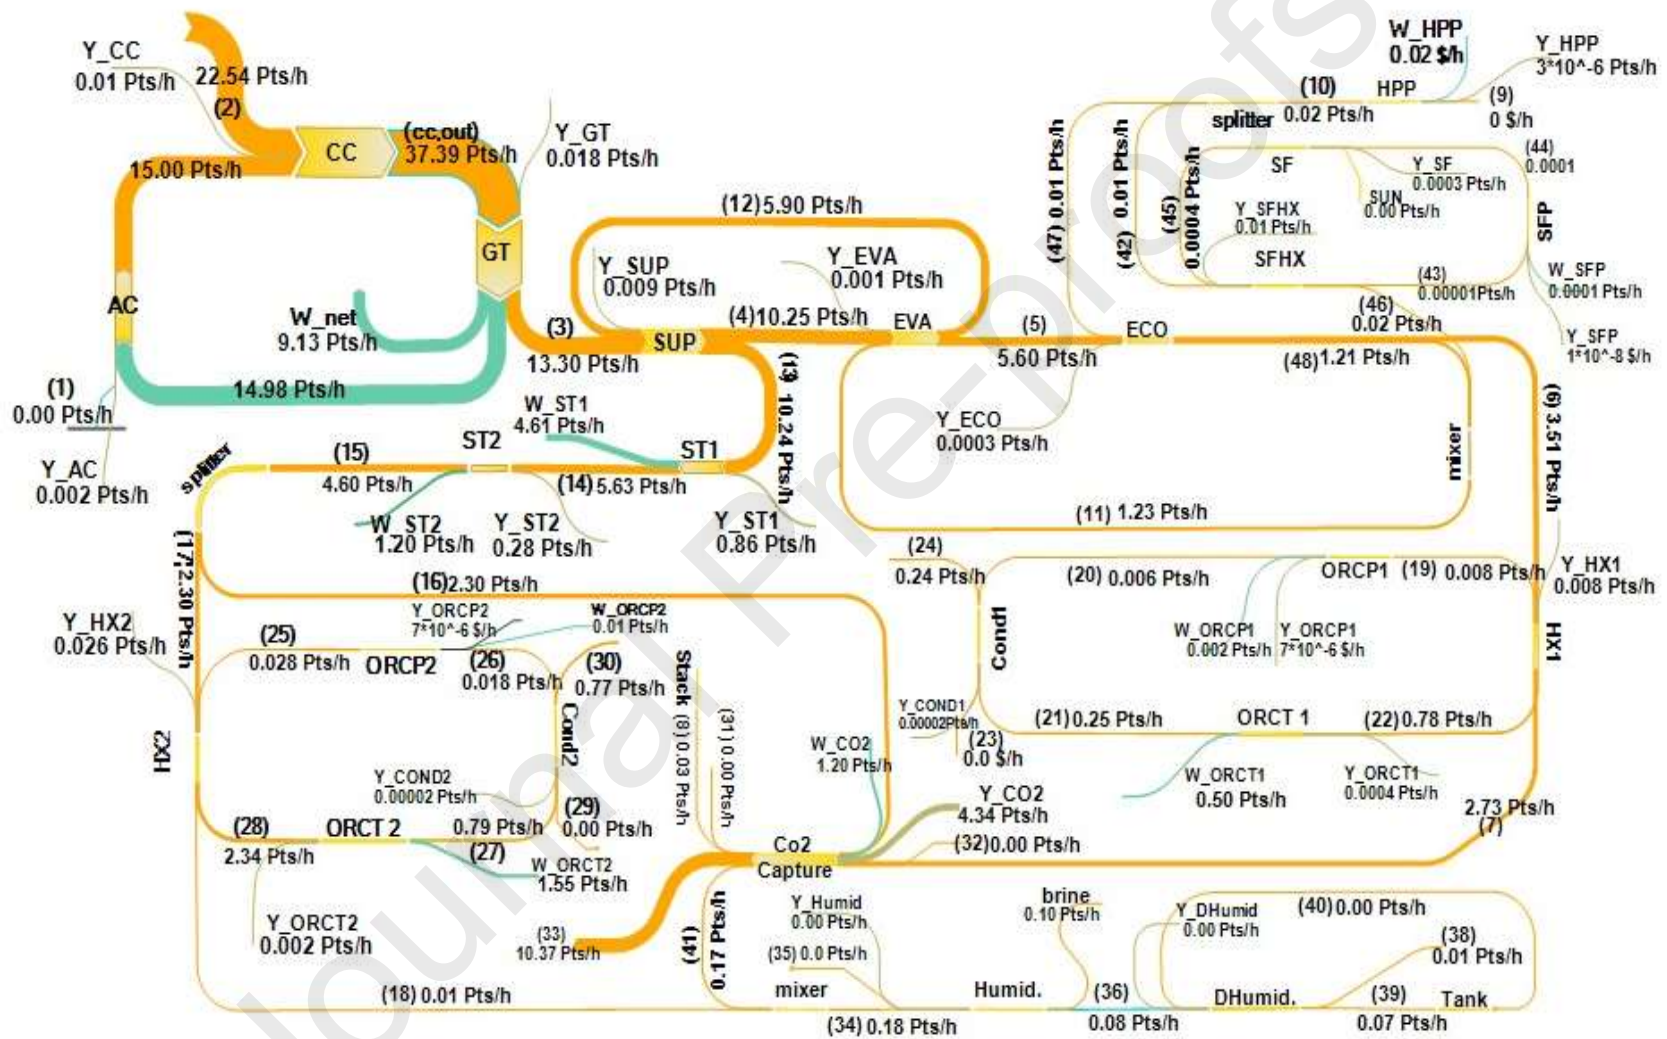 Y_CC
0.01 Pts/h
22.54 Pts/h
(2)
CC
(cc,out)
37.39 Pts/h
15.00 Pts/h
Y_GT
0.018 Pts/h
GT
AC
W_net
9.13 Pts/h
14.98 Pts/h
(1)
0.00 Pts/h
Y_AC
0.002 Pts/h
(3)
13.30 Pts/h
Y_SUP
0.009 Pts/h
SUP
(12) 5.90 Pts/h
Y_EVA
0.001 Pts/h
(4) 10.25 Pts/h
EVA
(5)
5.60 Pts/h
ECO
Y_ECO
0.0003 Pts/h
(13) 10.24 Pts/h
W_ST1
4.61 Pts/h
ST1
ST2
(14) 5.63 Pts/h
(15)
4.60 Pts/h
splitter
W_ST2
1.20 Pts/h
Y_ST2
0.28 Pts/h
Y_ST1
0.86 Pts/h
W_HPP
0.02 $/h
Y_HPP
3*10^-6 Pts/h
(10)
0.02 Pts/h
HPP
(9)
0 $/h
splitter
(47) 0.01 Pts/h
(42) 0.01 Pts/h
(45)
0.0004 Pts/h
SF
Y_SF
0.0003 Pts/h
SUN
0.00 Pts/h
(44)
0.0001
SFP
Y_SFHX
0.01 Pts/h
SFHX
(43)
0.00001Pts/h
W_SFP
0.0001 Pts/h
Y_SFP
1*10^-8 $/h
(46)
0.02 Pts/h
(48) 1.21 Pts/h
mixer
(6) 3.51 Pts/h
(11) 1.23 Pts/h
(17) 2.30 Pts/h
(16) 2.30 Pts/h
Y_HX2
0.026 Pts/h
HX2
(25)
0.028 Pts/h
ORCP2
Y_ORCP2
7*10^-6 $/h
W_ORCP2
0.01 Pts/h
(26)
0.018 Pts/h
(30)
0.77 Pts/h
Cond2
Y_COND2
0.00002 Pts/h
(29)
0.00 Pts/h
(28)
2.34 Pts/h
ORCT 2
0.79 Pts/h
(27)
W_ORCT2
1.55 Pts/h
Y_ORCT2
0.002 Pts/h
(24)
0.24 Pts/h
(20) 0.006 Pts/h
ORCP1
(19) 0.008 Pts/h
Y_HX1
0.008 Pts/h
HX1
W_ORCP1
0.002 Pts/h
Y_ORCP1
7*10^-6 $/h
Cond1
Y_COND1
0.00002Pts/h
(23)
0.0 $/h
(21) 0.25 Pts/h
ORCT 1
(22) 0.78 Pts/h
W_ORCT1
0.50 Pts/h
Y_ORCT1
0.0004 Pts/h
2.73 Pts/h
(7)
Stack (8) 0.03 Pts/h
(31) 0.00 Pts/h
W_CO2
1.20 Pts/h
Y_CO2
4.34 Pts/h
(32) 0.00 Pts/h
Co2
Capture
(33)
10.37 Pts/h
(41)
0.17 Pts/h
Y_Humid
0.00 Pts/h
(35) 0.0 Pts/h
(18) 0.01 Pts/h
mixer
(34) 0.18 Pts/h
Humid.
brine
0.10 Pts/h
(36)
0.08 Pts/h
Y_DHumid
0.00 Pts/h
DHumid.
(40) 0.00 Pts/h
(38)
0.01 Pts/h
(39)
0.07 Pts/h
Tank
Journal Pre-proofs